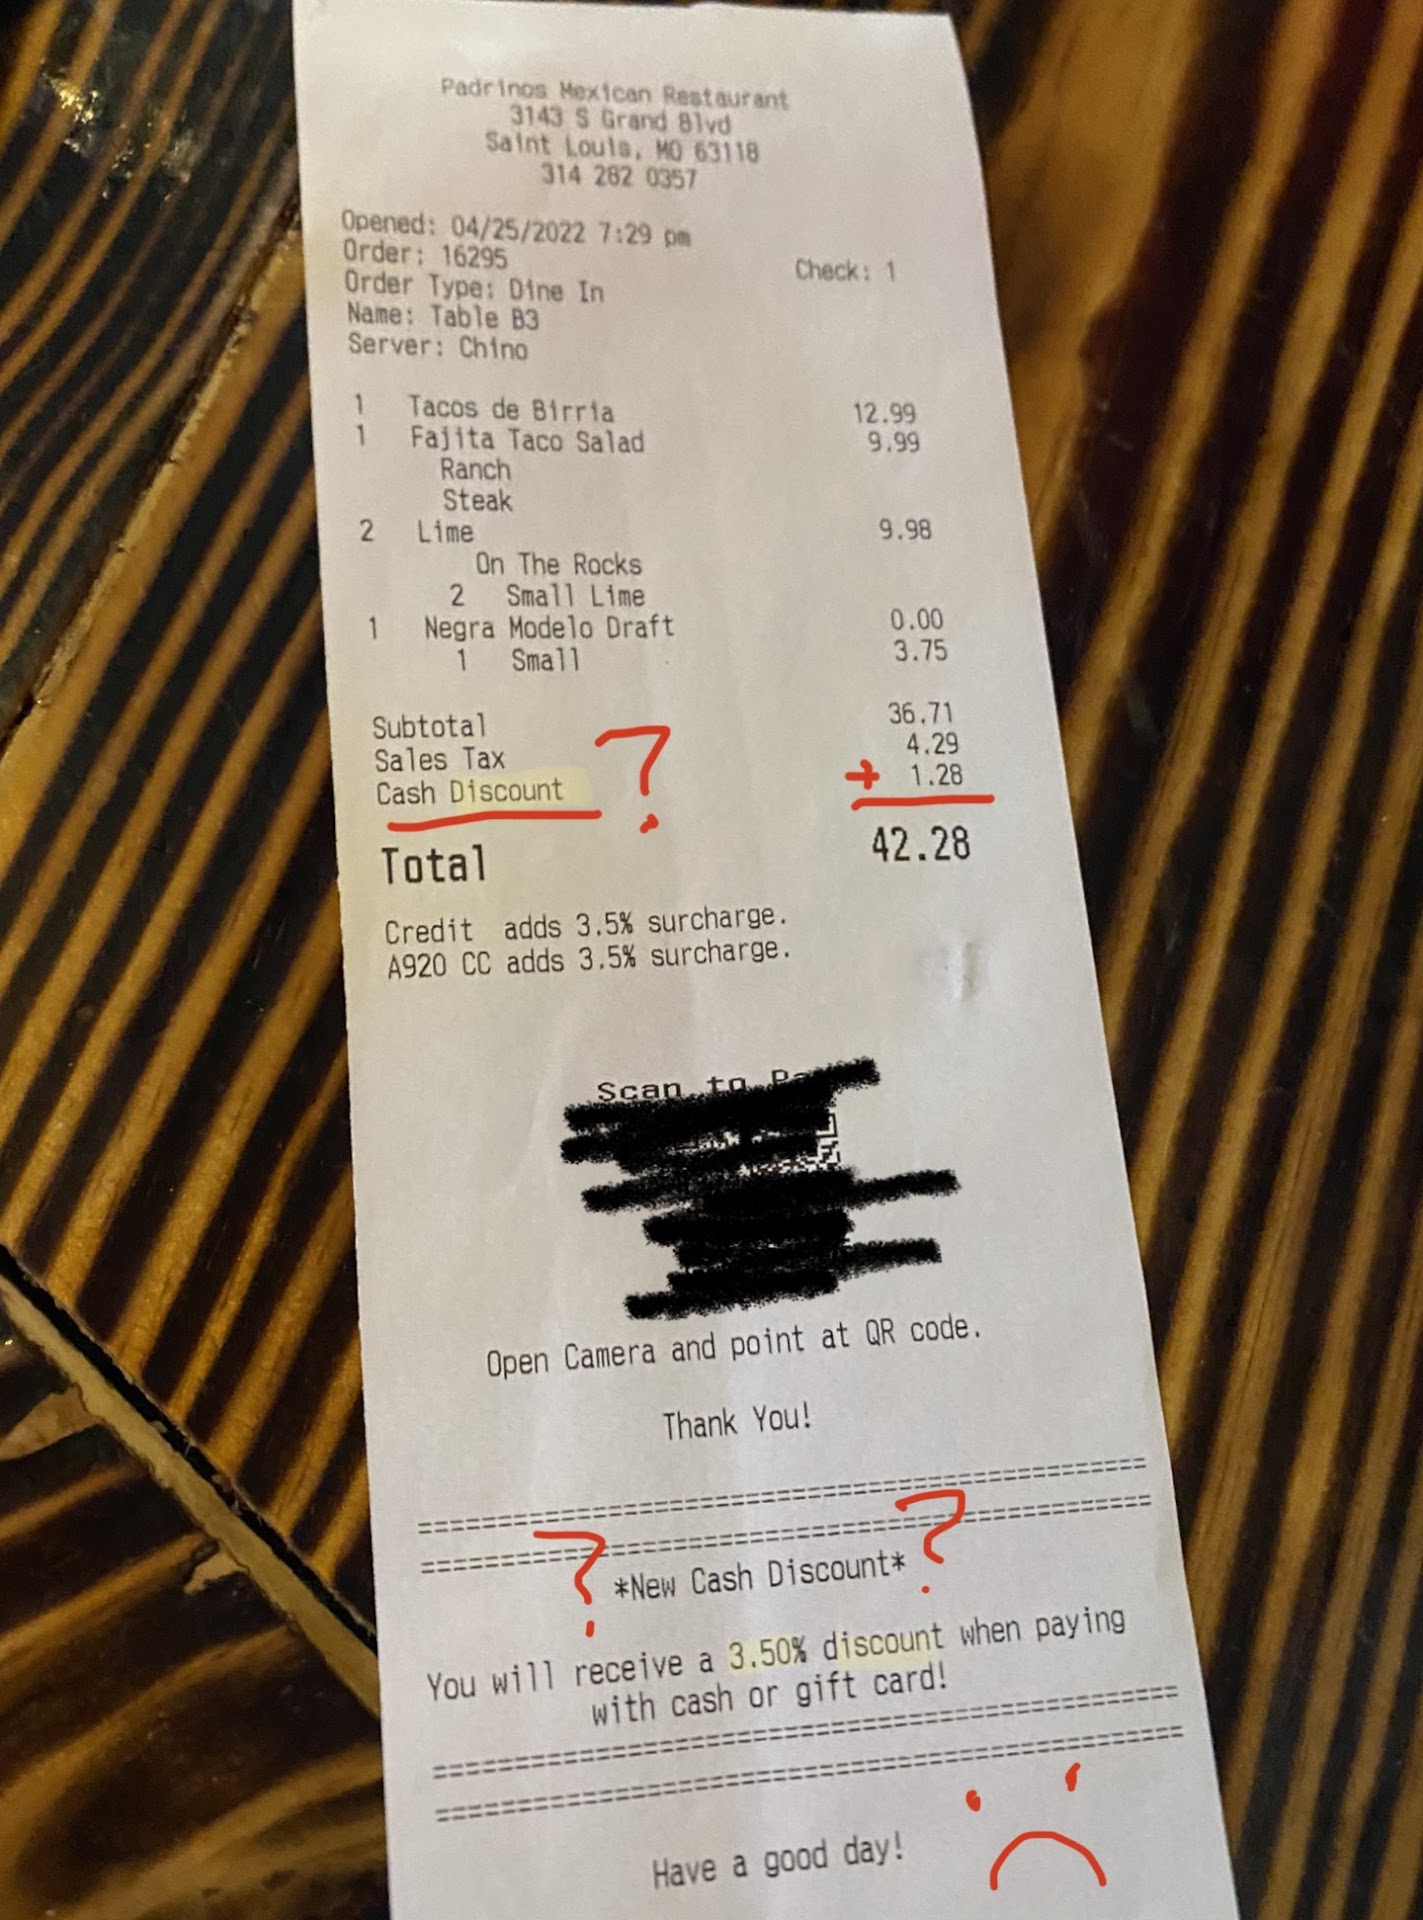 Padrinos Mexican Restaurant
3143 S Grand Blvd
Saint Louis, MO 63118
314 282 0357
Opened: 04/25/2022 7:29 pm
Order: 16295 Check: 1
Order Type: Dine In
Name: Table B3
Server: Chino
1 Tacos de Birria 12.99
1 Fajita Taco Salad 9.99
Ranch
Steak
2 Lime 9.98
On The Rocks
2 Small Lime
1 Negra Modelo Draft 0.00
1 Small 3.75
Subtotal 36.71
Sales Tax 4.29
Cash Discount ? + 1.28
Total 42.28
Credit adds 3.5% surcharge.
A920 CC adds 3.5% surcharge.
Scan to
Open Camera and point at QR code.
Thank You!
? *New Cash Discount* ?
You will receive a 3.50% discount when paying
with cash or gift card!
Have a good day!